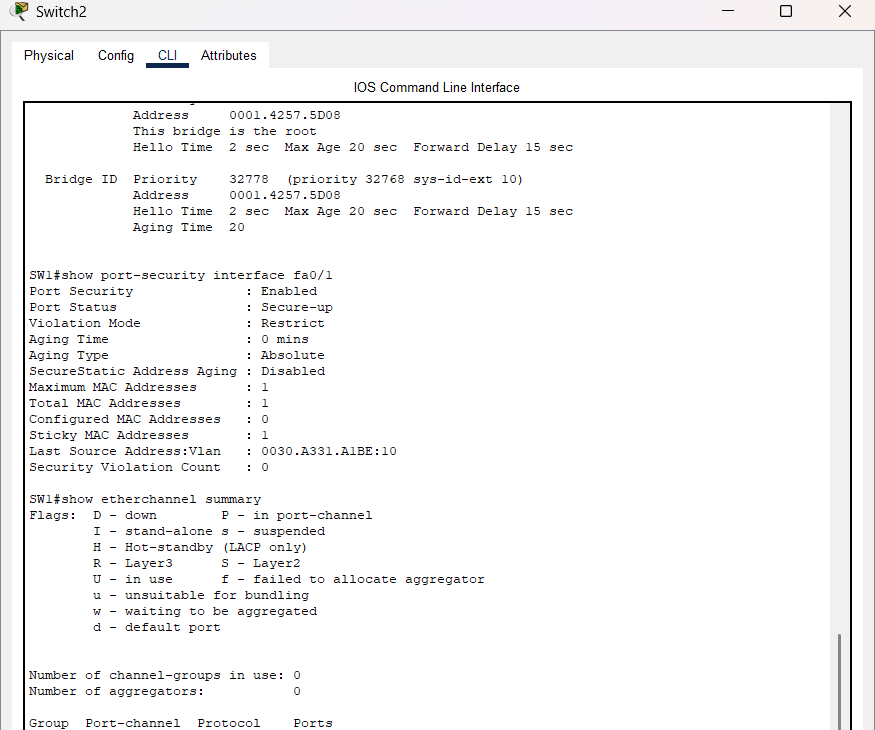 Switch2
Physical Config CLI Attributes
IOS Command Line Interface
Address 0001.4257.5D08
This bridge is the root
Hello Time 2 sec Max Age 20 sec Forward Delay 15 sec
Bridge ID Priority 32778 (priority 32768 sys-id-ext 10)
Address 0001.4257.5D08
Hello Time 2 sec Max Age 20 sec Forward Delay 15 sec
Aging Time 20
SW1#show port-security interface fa0/1
Port Security : Enabled
Port Status : Secure-up
Violation Mode : Restrict
Aging Time : 0 mins
Aging Type : Absolute
SecureStatic Address Aging : Disabled
Maximum MAC Addresses : 1
Total MAC Addresses : 1
Configured MAC Addresses : 0
Sticky MAC Addresses : 1
Last Source Address:Vlan : 0030.A331.A1BE:10
Security Violation Count : 0
SW1#show etherchannel summary
Flags: D - down P - in port-channel
I - stand-alone s - suspended
H - Hot-standby (LACP only)
R - Layer3 S - Layer2
U - in use f - failed to allocate aggregator
u - unsuitable for bundling
w - waiting to be aggregated
d - default port
Number of channel-groups in use: 0
Number of aggregators: 0
Group Port-channel Protocol Ports